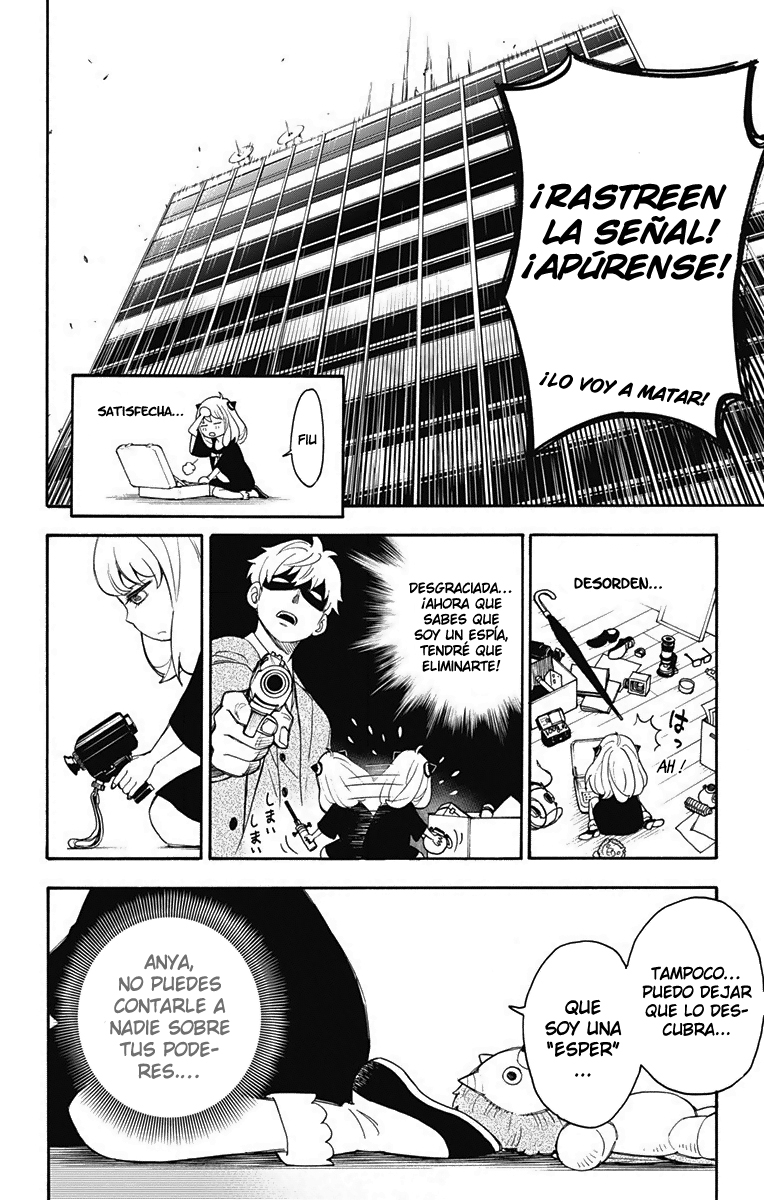 ¡RASTREEN
LA SEÑAL!
¡APÚRENSE!
¡LO VOY A MATAR!
FIU
SATISFECHA...
DESORDEN...
はっ
AH !
DESGRACIADA...
¡AHORA QUE
SABES QUE
SOY UN ESPÍA,
TENDRÉ QUE
ELIMINARTE!
しまい
しまい
TAMPOCO...
PUEDO DEJAR
QUE LO DES-
CUBRA...
QUE
SOY UNA
"ESPER"
...
ANYA,
NO PUEDES
CONTARLE A
NADIE SOBRE
TUS PODE-
RES....